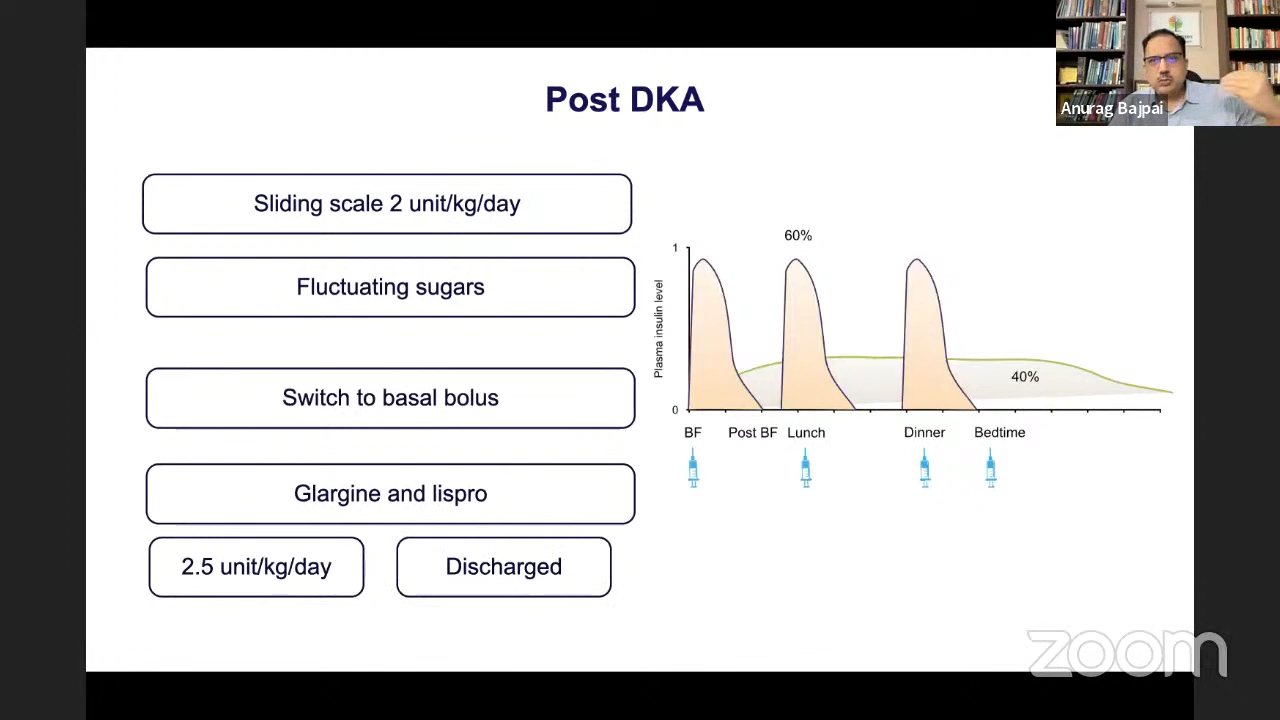 Post DKA
Anurag Bajpai
Sliding scale 2 unit/kg/day
Fluctuating sugars
Switch to basal bolus
Glargine and lispro
2.5 unit/kg/day
Discharged
60%
1
Plasma insulin level
40%
0
BF
Post BF
Lunch
Dinner
Bedtime
zoom